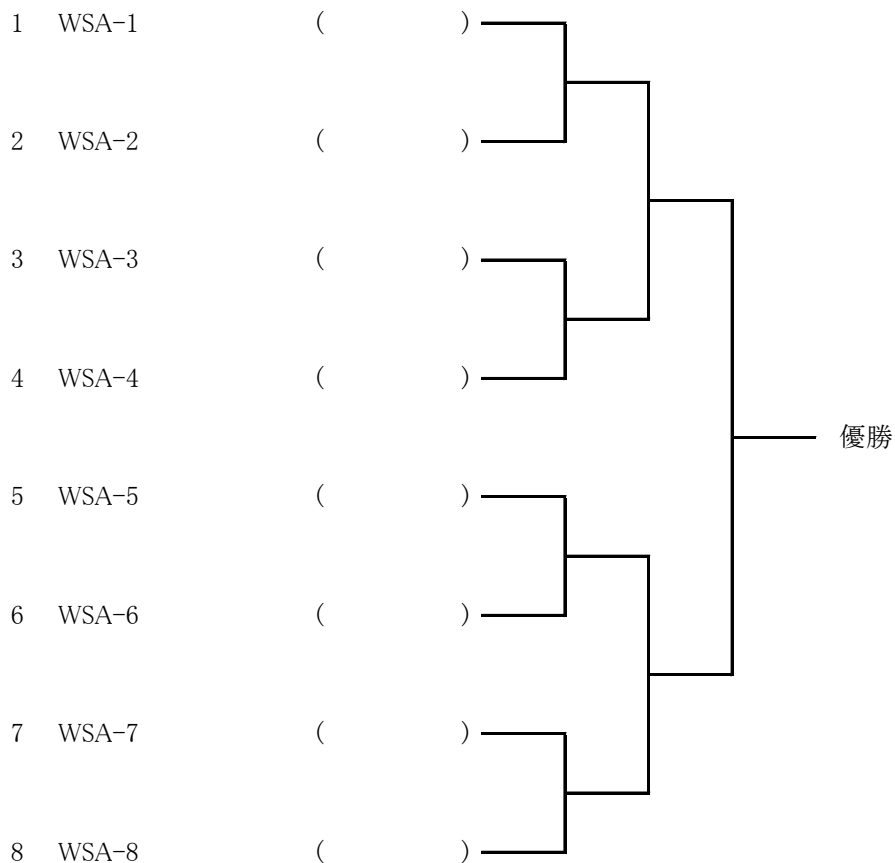 1 WSA-1 ( )
2 WSA-2 ( )
3 WSA-3 ( )
4 WSA-4 ( )
優勝
5 WSA-5 ( )
6 WSA-6 ( )
7 WSA-7 ( )
8 WSA-8 ( )